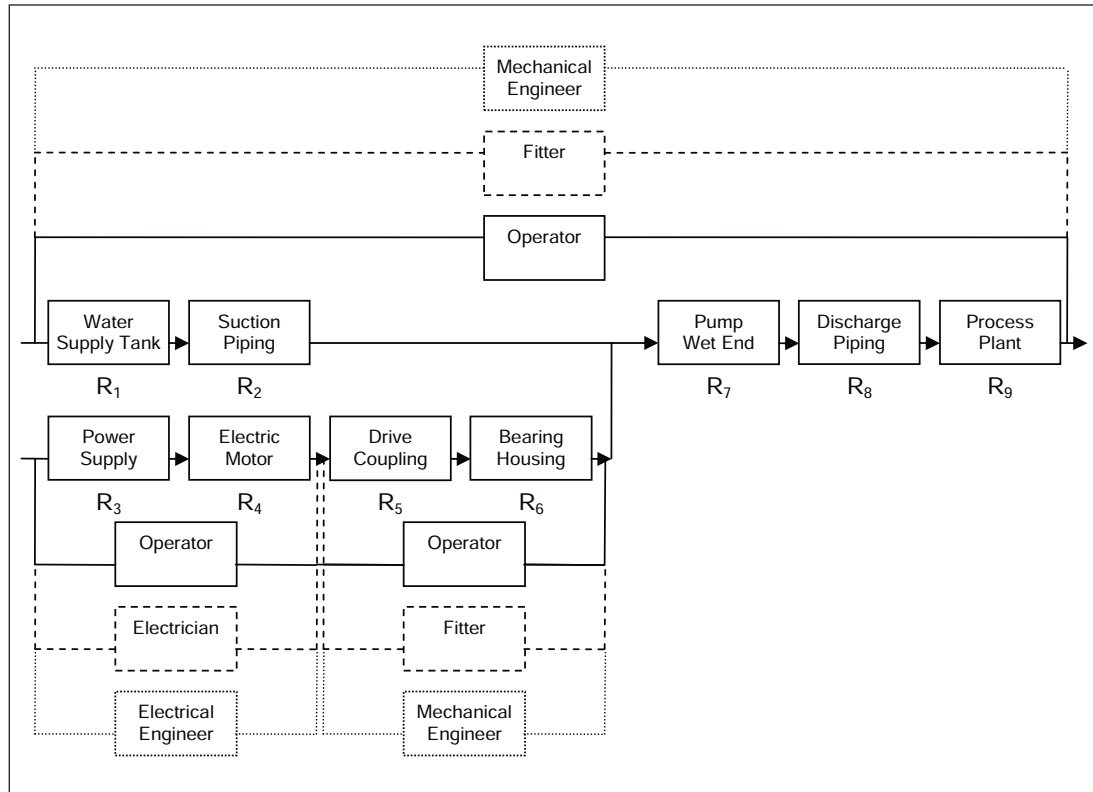 Mechanical
Engineer
Fitter
Operator
Water
Supply Tank
Suction
Piping
Pump
Wet End
Discharge
Piping
Process
Plant
R1
R2
R7
R8
R9
Power
Supply
Electric
Motor
Drive
Coupling
Bearing
Housing
R3
R4
R5
R6
Operator
Operator
Electrician
Fitter
Electrical
Engineer
Mechanical
Engineer